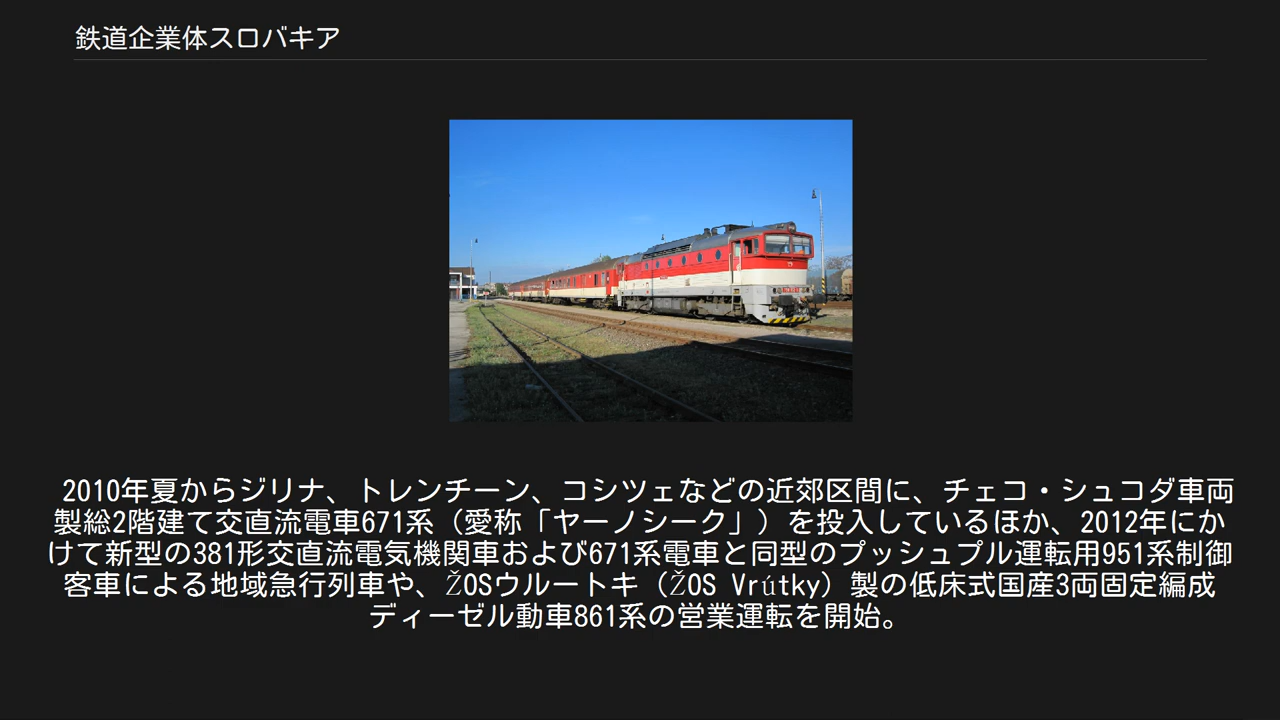 鉄道企業体スロバキア
2010年夏からジリナ、トレンチーン、コシツェなどの近郊区間に、チェコ・シュコダ車両
製総2階建て交直流電車671系（愛称「ヤーノシーク」）を投入しているほか、2012年にか
けて新型の381形交直流電気機関車および671系電車と同型のプッシュプル運転用951系制御
客車による地域急行列車や、ŽOSウルートキ（ŽOS Vrútky）製の低床式国産3両固定編成
ディーゼル動車861系の営業運転を開始。